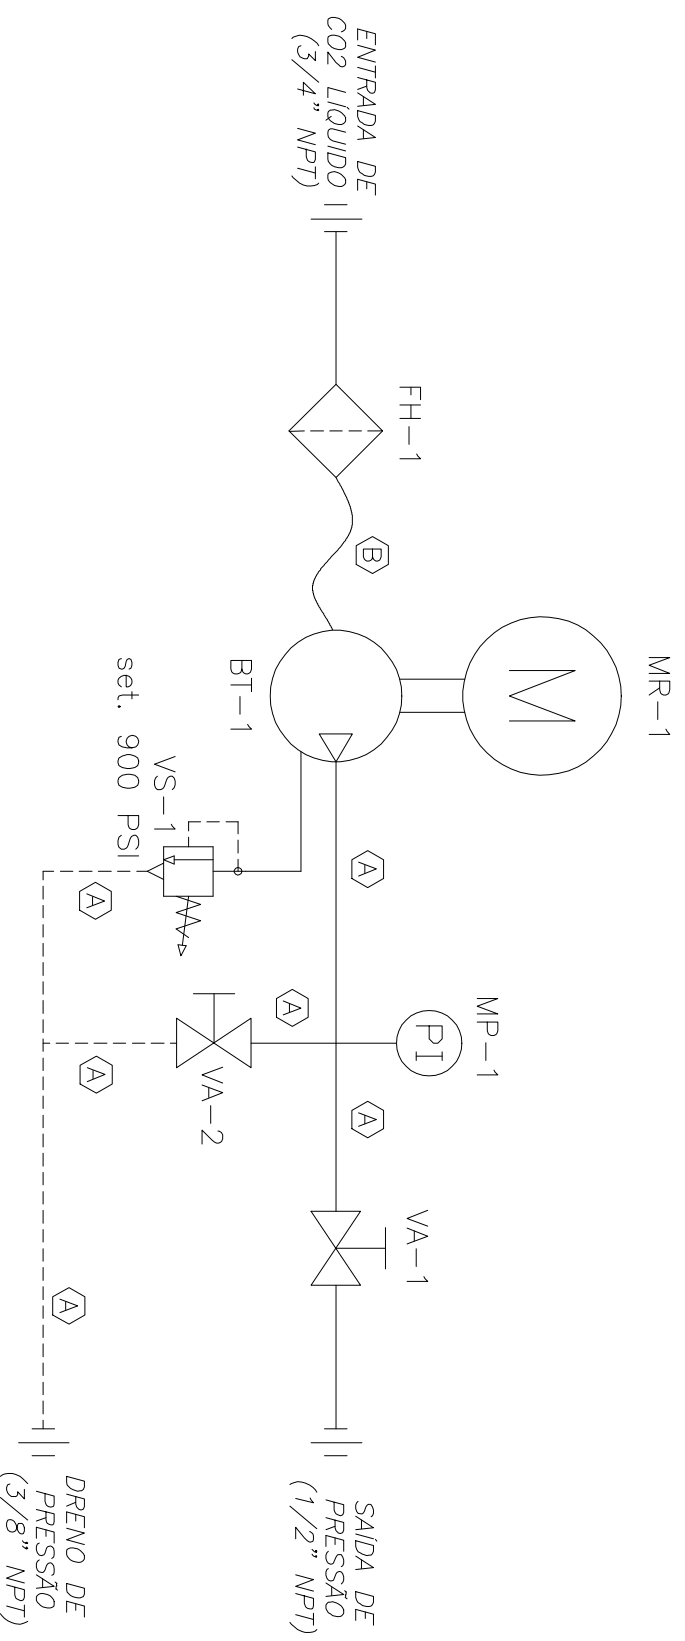 ENTRADA DE
CO2 LÍQUIDO
(3/4" NPT)
FH-1
B
MR-1
M
BT-1
VS-1
set. 900 PSI
A
A
MP-1
PI
A
VA-2
A
A
VA-1
A
SAÍDA DE
PRESSÃO
(1/2" NPT)
DRENO DE
PRESSÃO
(3/8" NPT)